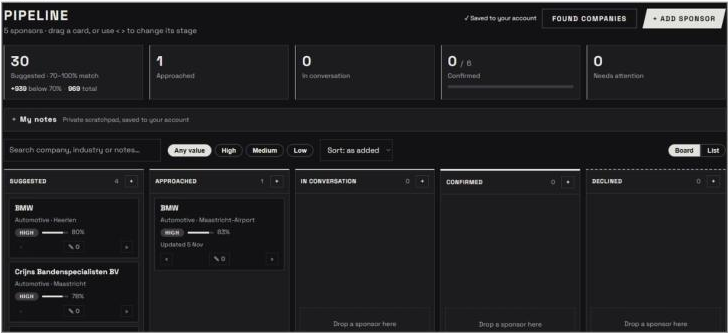 PIPELINE
5 sponsors · drag a card, or use <> to change its stage
✓ Saved to your account
FOUND COMPANIES
+ ADD SPONSOR
30
Suggested · 70-100% match
+939 below 70% · 969 total
1
Approached
0
In conversation
0 / 6
Confirmed
0
Needs attention
+ My notes Private scratchpad, saved to your account
Search company, industry or notes...
Any value
High
Medium
Low
Sort: as added
Board
List
SUGGESTED 4 +
BMW
Automotive · Heerlen
HIGH 80%
0
Crijns Bandenspecialisten BV
Automotive · Maastricht
HIGH 78%
0
APPROACHED 1 +
BMW
Automotive · Maastricht-Airport
HIGH 83%
Updated 5 Nov
0
IN CONVERSATION 0 +
Drop a sponsor here
CONFIRMED 0 +
Drop a sponsor here
DECLINED 0 +
Drop a sponsor here